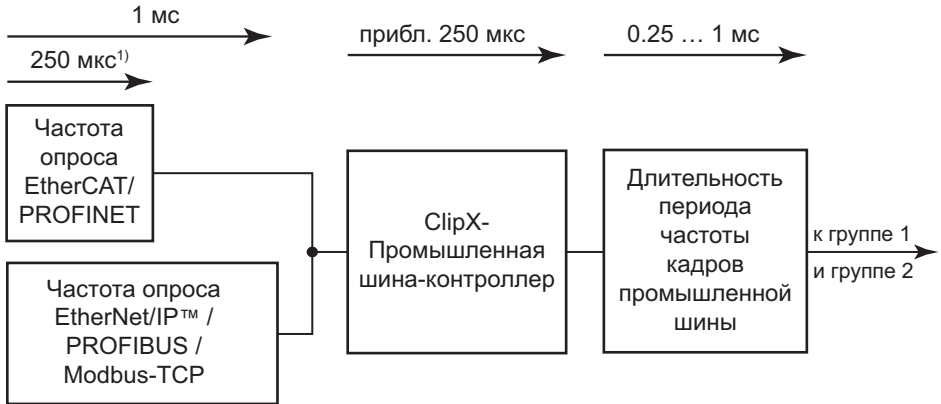 1 мс
250 мкс1)
прибл. 250 мкс
0.25 ... 1 мс
Частота
опроса
EtherCAT/
PROFINET
Частота опроса
EtherNet/IP™ /
PROFIBUS /
Modbus-TCP
ClipX-
Промышленная
шина-контроллер
Длительность
периода
частоты
кадров
промышленной
шины
к группе 1
и группе 2